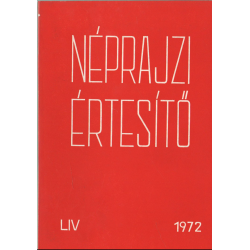 NÉPRAJZI
ÉRTESÍTŐ
LIV 1972